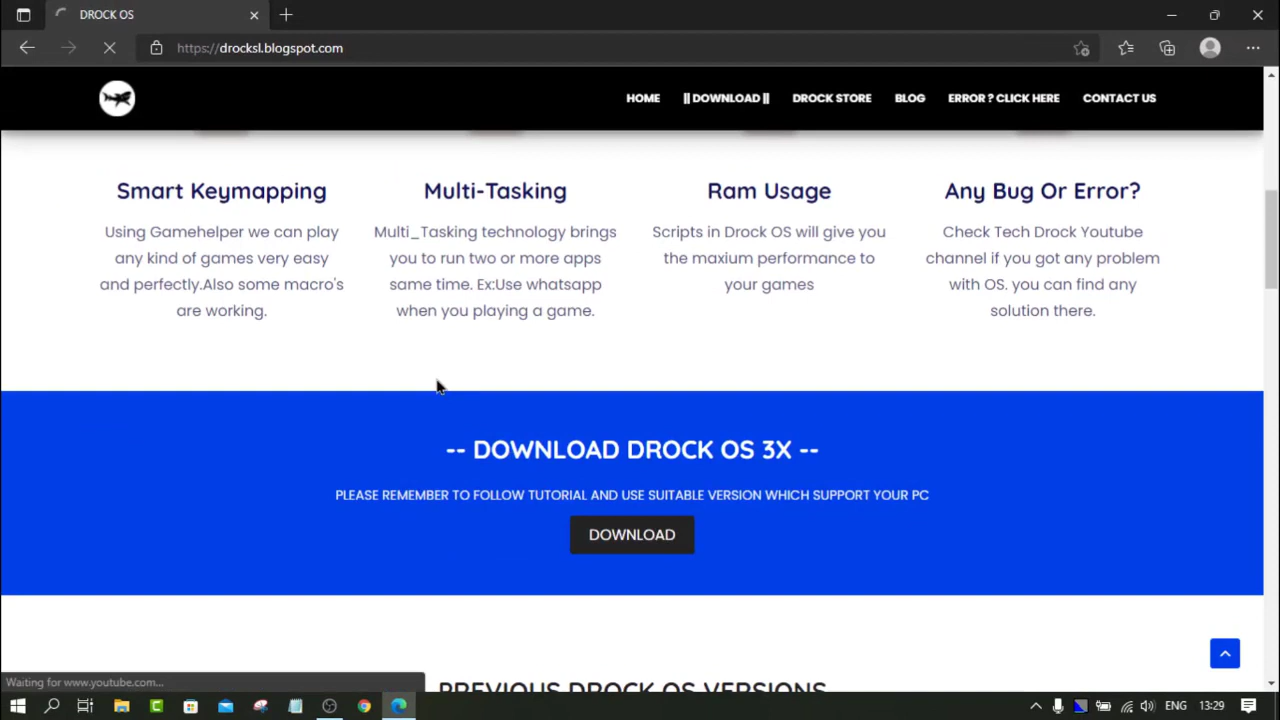 DROCK OS
https://drocksl.blogspot.com
HOME
|| DOWNLOAD ||
DROCK STORE
BLOG
ERROR ? CLICK HERE
CONTACT US
Smart Keymapping
Using Gamehelper we can play
any kind of games very easy
and perfectly.Also some macro's
are working.
Multi-Tasking
Multi_Tasking technology brings
you to run two or more apps
same time. Ex:Use whatsapp
when you playing a game.
Ram Usage
Scripts in Drock OS will give you
the maxium performance to
your games
Any Bug Or Error?
Check Tech Drock Youtube
channel if you got any problem
with OS. you can find any
solution there.
-- DOWNLOAD DROCK OS 3X --
PLEASE REMEMBER TO FOLLOW TUTORIAL AND USE SUITABLE VERSION WHICH SUPPORT YOUR PC
DOWNLOAD
PREVIOUS DROCK OS VERSIONS
Waiting for www.youtube.com...
ENG
13:29